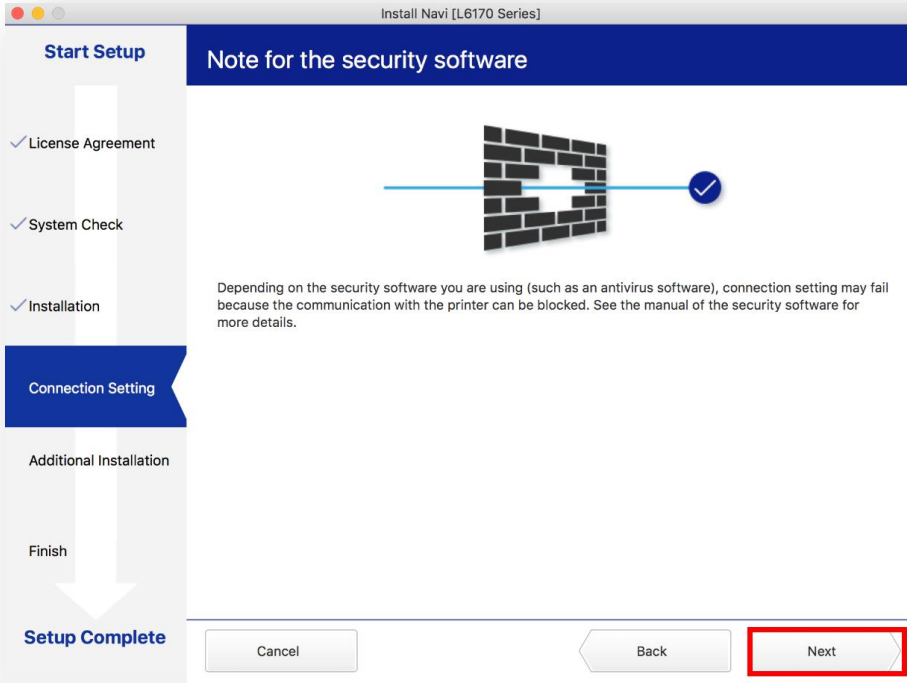 Install Navi [L6170 Series]
Start Setup
Note for the security software
License Agreement
System Check
Installation
Depending on the security software you are using (such as an antivirus software), connection setting may fail
because the communication with the printer can be blocked. See the manual of the security software for
more details.
Connection Setting
Additional Installation
Finish
Setup Complete
Cancel
Back
Next